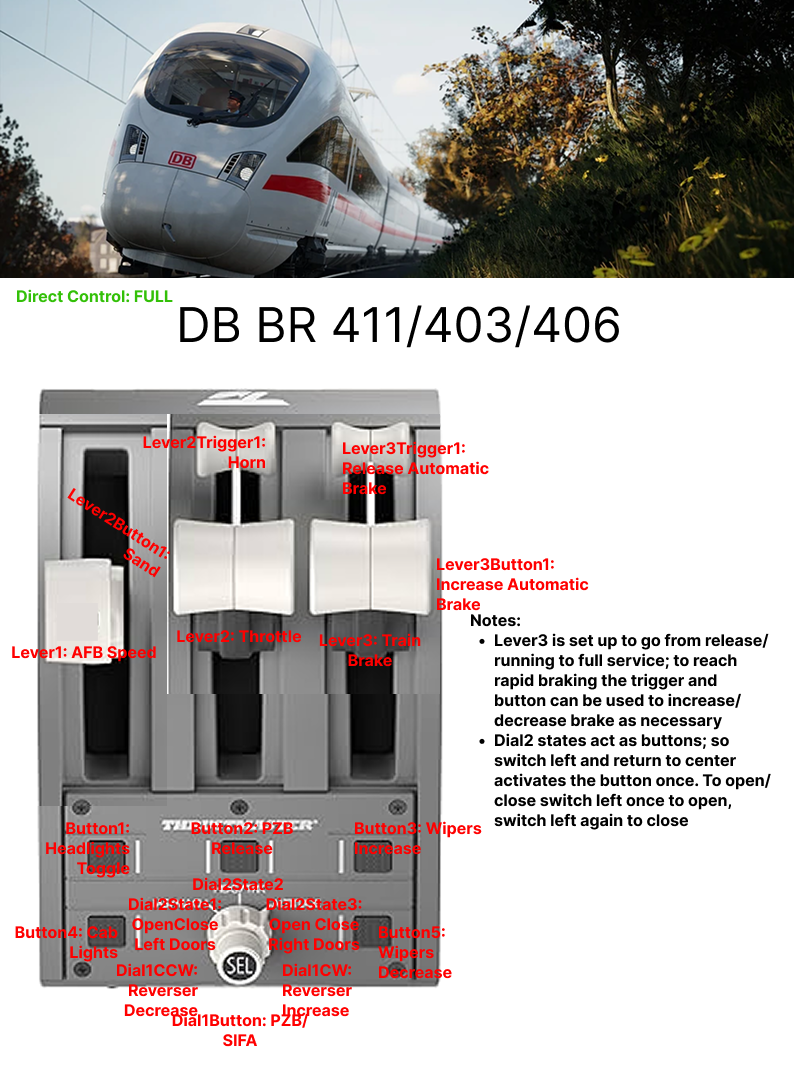 DB
Direct Control: FULL
DB BR 411/403/406
Lever2Trigger1:
Horn
Lever3Trigger1:
Release Automatic
Brake
Lever2Button1:
Sand
Lever3Button1:
Increase Automatic
Brake
Lever1: AFB Speed
Lever2: Throttle
Lever3: Train
Brake
Notes:
• Lever3 is set up to go from release/
running to full service; to reach
rapid braking the trigger and
button can be used to increase/
decrease brake as necessary
• Dial2 states act as buttons; so
switch left and return to center
activates the button once. To open/
close switch left once to open,
switch left again to close
THRUSTMASTER
Button1:
Headlights
Toggle
Button2: PZB
Release
Button3: Wipers
Increase
Dial2State2
Dial2State1:
OpenClose
Left Doors
Dial2State3:
Open Close
Right Doors
Button4: Cab
Lights
Button5:
Wipers
Decrease
SEL
Dial1CCW:
Reverser
Decrease
Dial1CW:
Reverser
Increase
Dial1Button: PZB/
SIFA